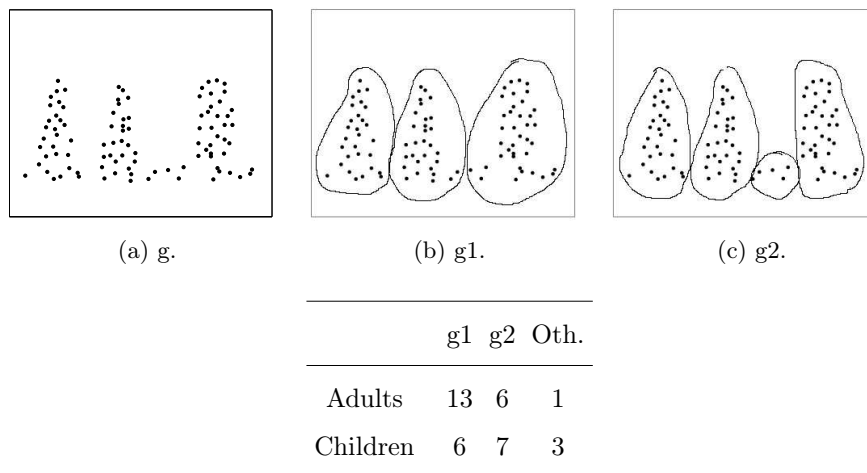 (a) g. (b) g1. (c) g2.
g1 g2 Oth.
Adults 13 6 1
Children 6 7 3